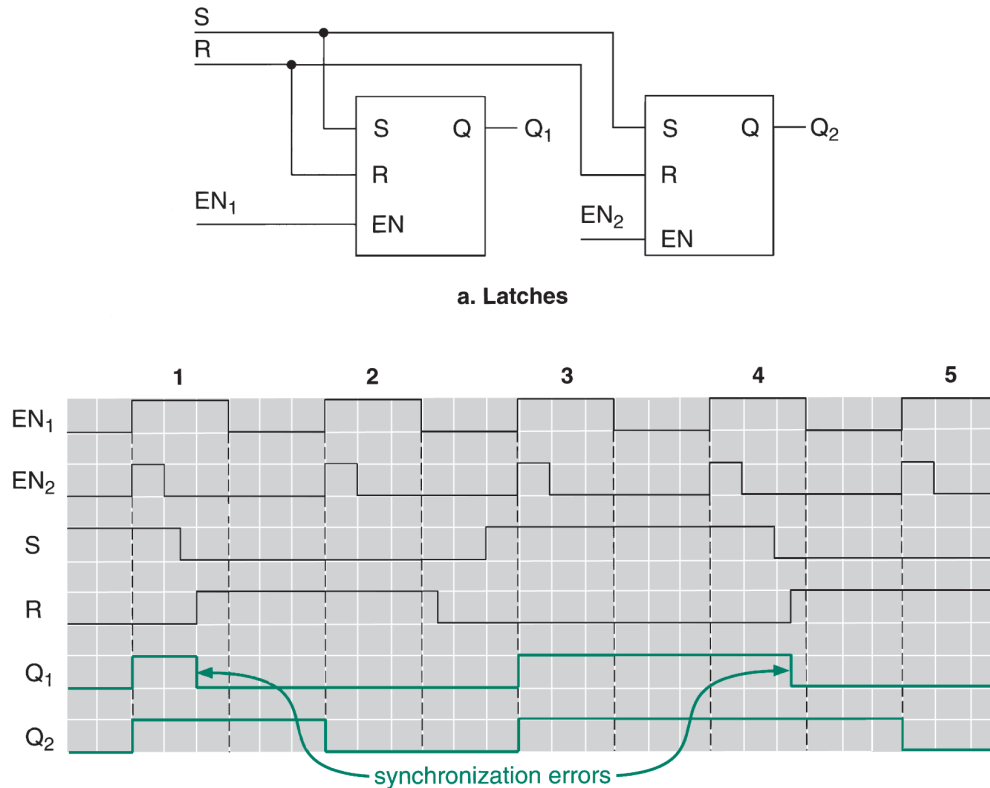 S
R
S Q Q₁
R
EN₁ EN
S Q Q₂
R
EN₂ EN
a. Latches
1 2 3 4 5
EN₁
EN₂
S
R
Q₁
Q₂
synchronization errors